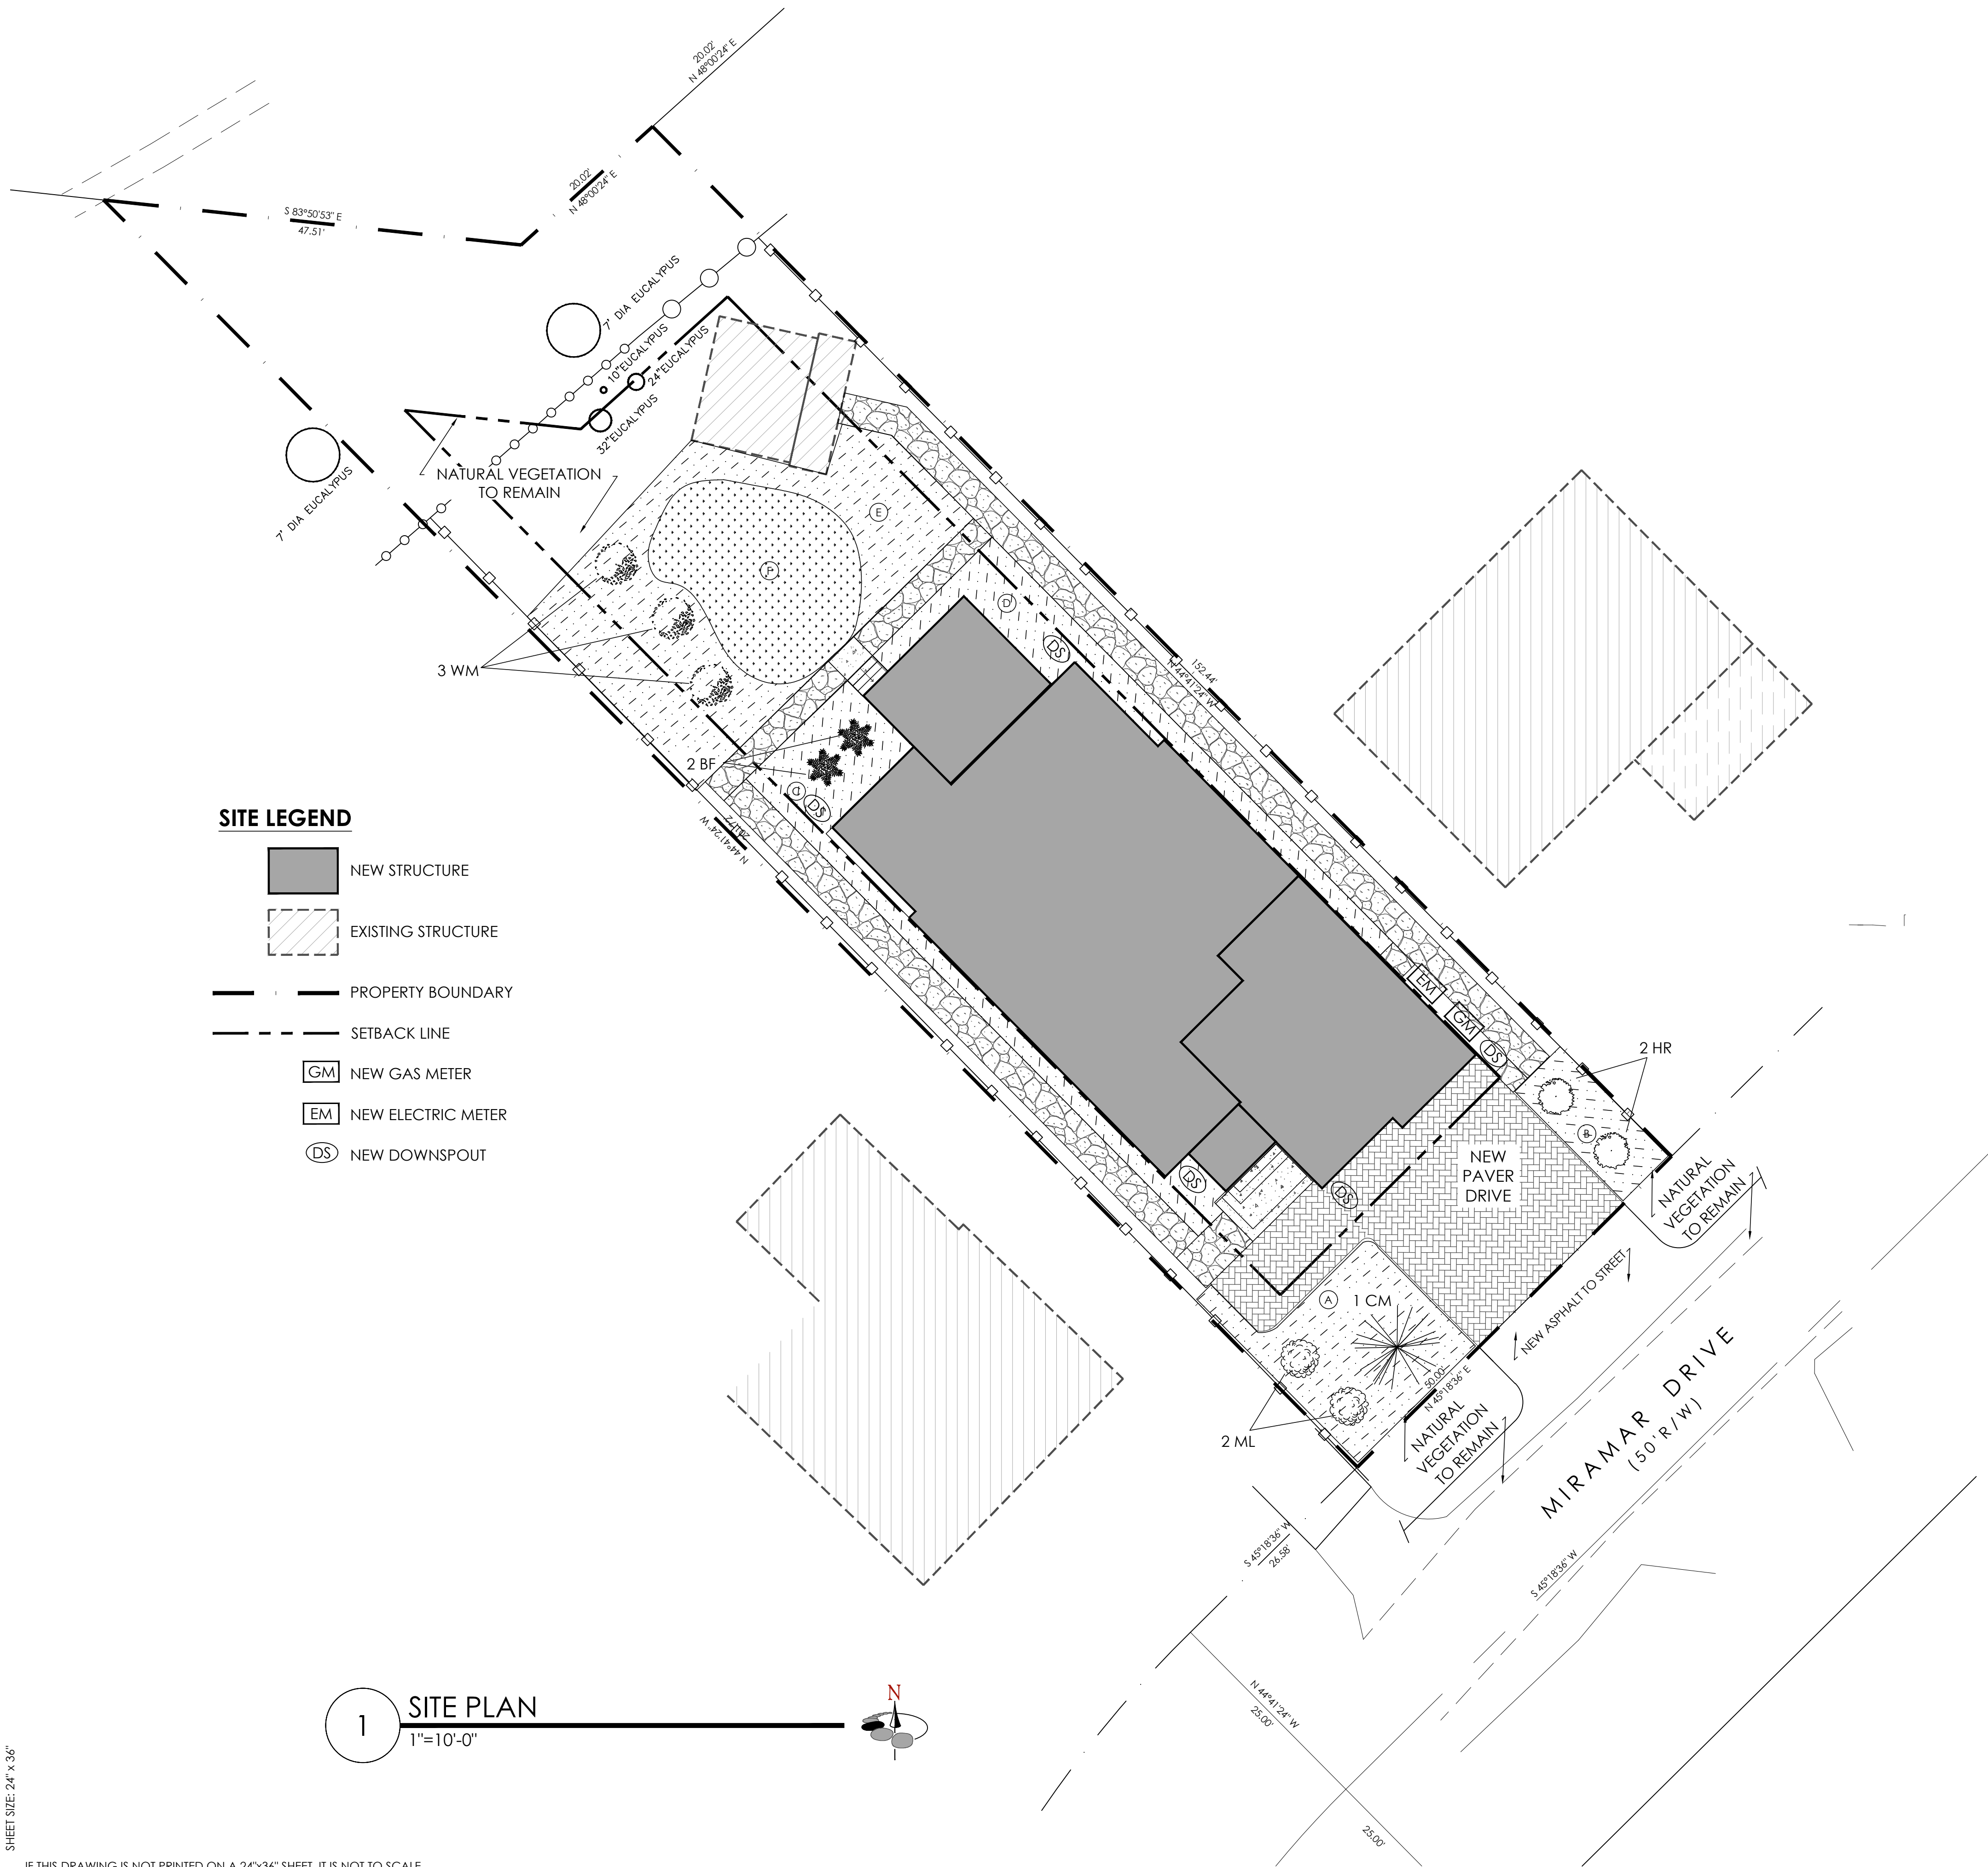 20.02'
N 48°00'24" E
20.02'
N 48°00'24" E
S 83°50'53" E
47.51'
7' DIA EUCALYPUS
10"EUCALYPUS
24"EUCALYPUS
32"EUCALYPUS
7' DIA EUCALYPUS
NATURAL VEGETATION
TO REMAIN
E
F
D
DS
3 WM
152.44'
N 44°41'24" W
2 BF
C
DS
N 44°41'24" W
SITE LEGEND
NEW STRUCTURE
EXISTING STRUCTURE
PROPERTY BOUNDARY
SETBACK LINE
GM NEW GAS METER
EM NEW ELECTRIC METER
DS NEW DOWNSPOUT
EM
GM
DS
2 HR
B
NEW
PAVER
DRIVE
NATURAL
VEGETATION
TO REMAIN
DS
DS
NEW ASPHALT TO STREET
A
1 CM
50.00'
N 45°18'36" E
2 ML
NATURAL
VEGETATION
TO REMAIN
MIRAMAR DRIVE
(50'R/W)
S 45°18'36" W
26.58'
S 45°18'36" W
N 44°41'24" W
25.00'
25.00'
1
SITE PLAN
1"=10'-0"
N
SHEET SIZE: 24" x 36"
IF THIS DRAWING IS NOT PRINTED ON A 24"x36" SHEET, IT IS NOT TO SCALE